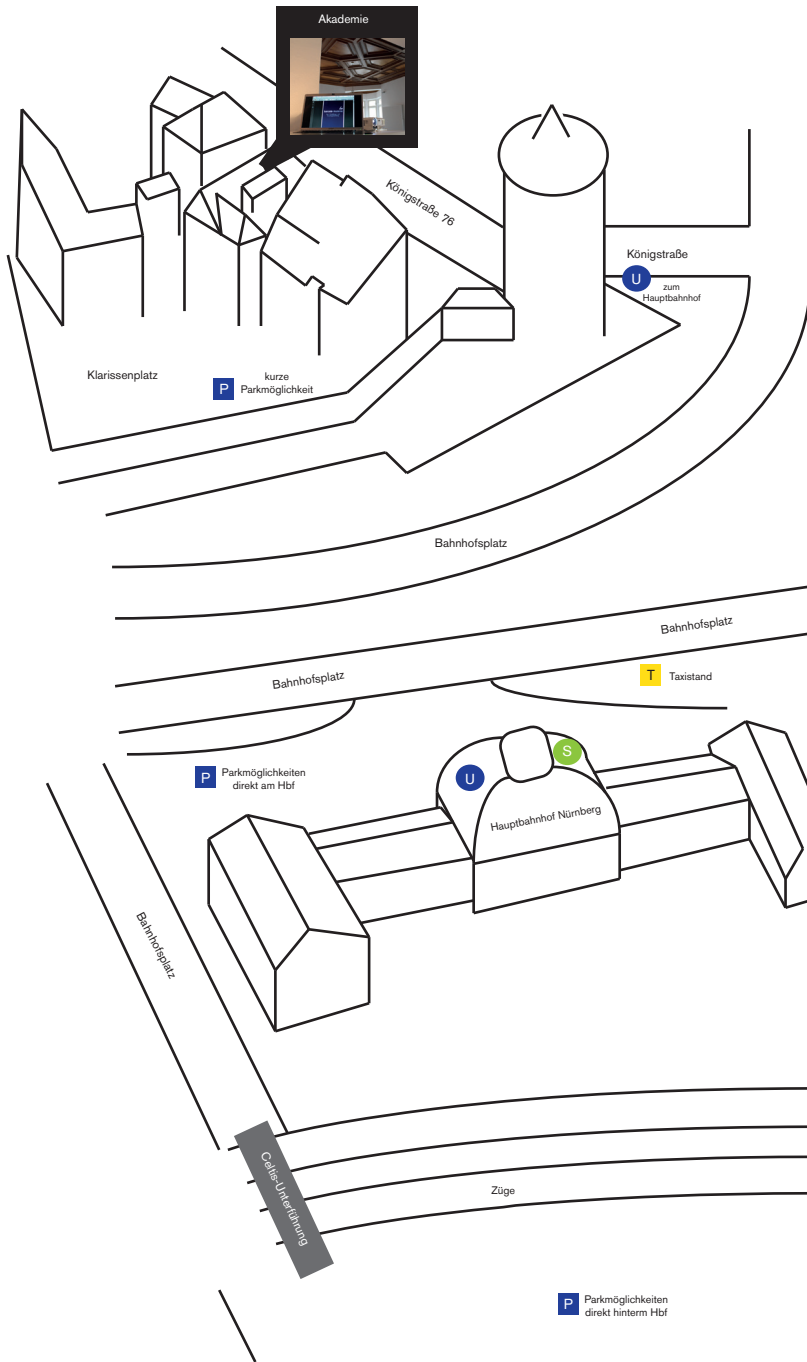 Akademie
Königstraße 76
Königstraße
U
zum
Hauptbahnhof
Klarissenplatz
P
kurze
Parkmöglichkeit
Bahnhofsplatz
Bahnhofsplatz
Bahnhofsplatz
T
Taxistand
P
Parkmöglichkeiten
direkt am Hbf
U
S
Hauptbahnhof Nürnberg
Bahnhofsplatz
Celtis-Unterführung
Züge
P
Parkmöglichkeiten
direkt hinterm Hbf